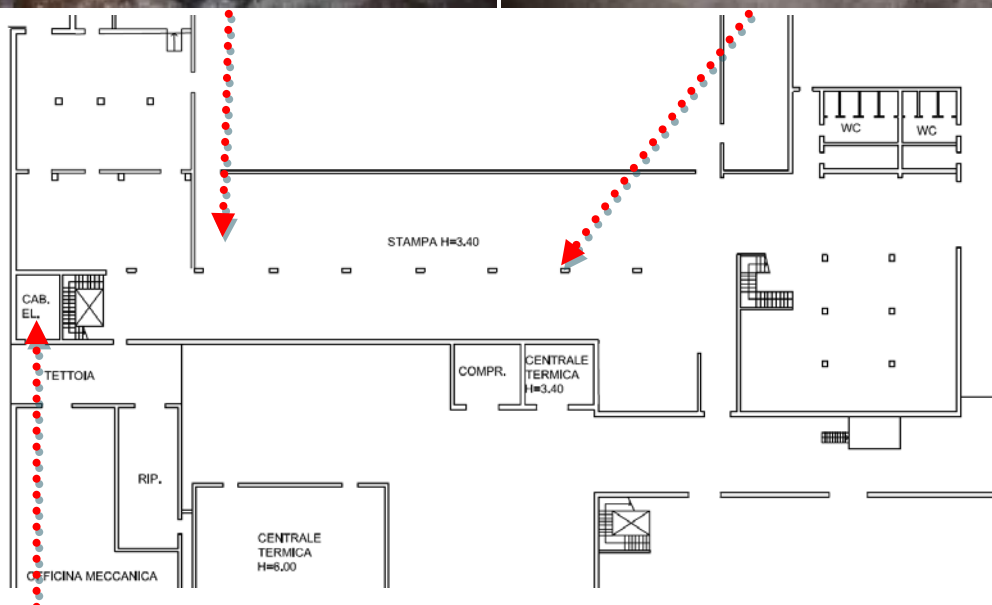 WC
WC
STAMPA H=3.40
CAB.
EL.
TETTOIA
COMPR.
CENTRALE
TERMICA
H=3.40
RIP.
CENTRALE
TERMICA
H=6.00
OFFICINA MECCANICA